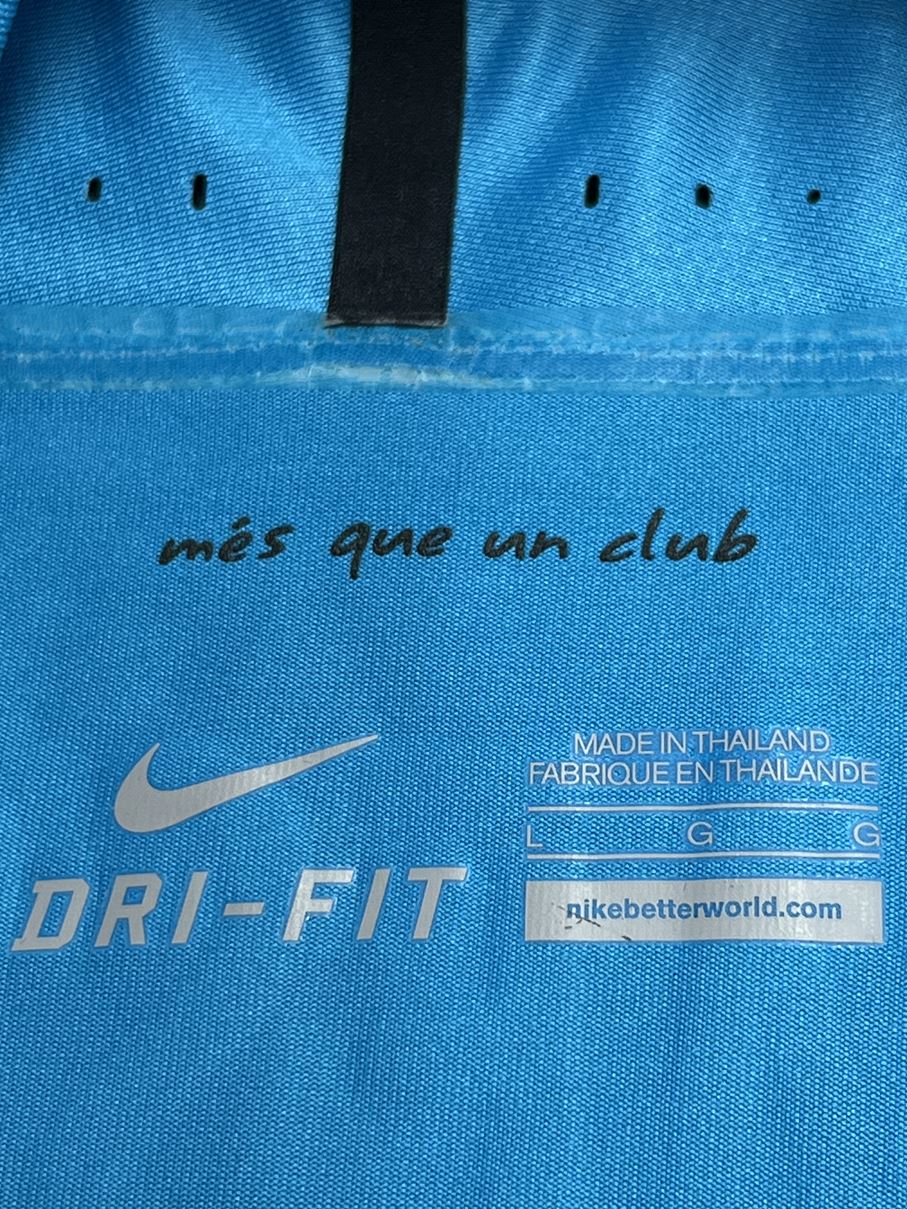 més que un club
DRI-FIT
MADE IN THAILAND
FABRIQUE EN THAILANDE
L G G
nikebetterworld.com